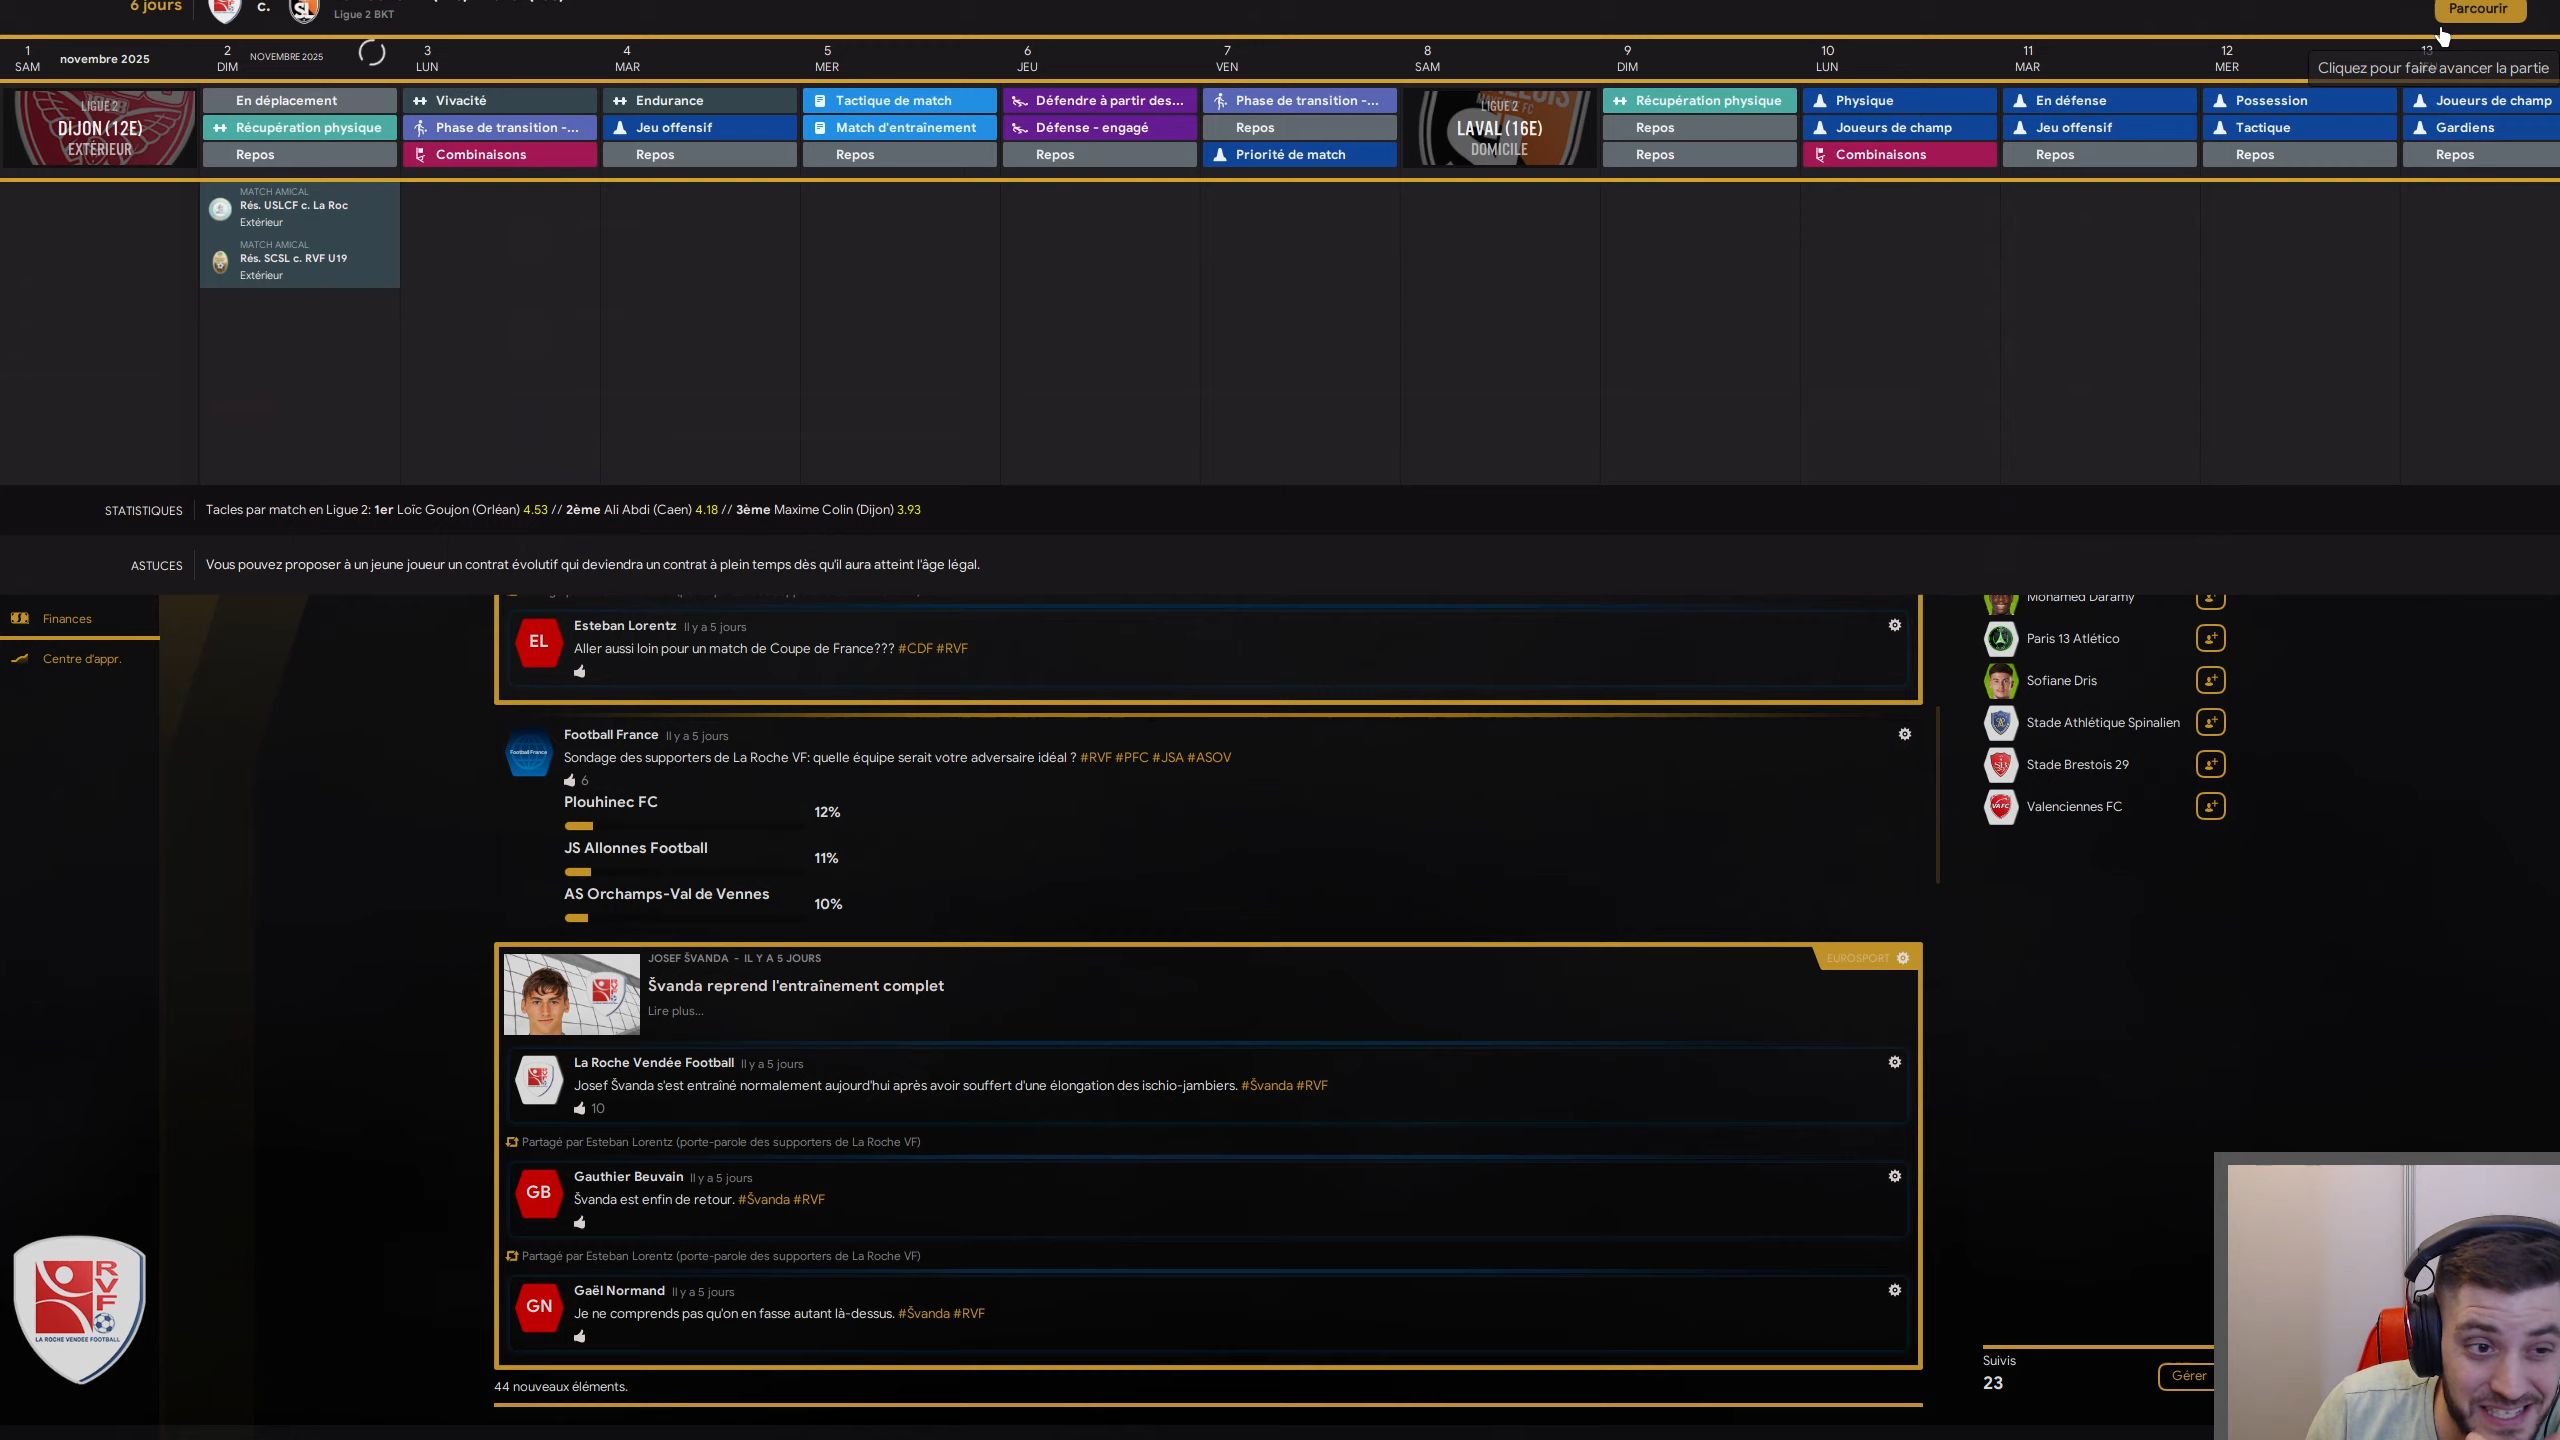 6 jours
c.
Ligue 2 BKT
Parcourir
1
SAM
novembre 2025
2
DIM
NOVEMBRE 2025
3
LUN
4
MAR
5
MER
6
JEU
7
VEN
8
SAM
9
DIM
10
LUN
11
MAR
12
MER
13
Cliquez pour faire avancer la partie
LIGUE 2
DIJON (12E)
EXTÉRIEUR
En déplacement
Récupération physique
Repos
Vivacité
Phase de transition -...
Combinaisons
Endurance
Jeu offensif
Repos
Tactique de match
Match d'entraînement
Repos
Défendre à partir des...
Défense - engagé
Repos
Phase de transition -...
Repos
Priorité de match
LIGUE 2
LAVAL (16E)
DOMICILE
Récupération physique
Repos
Repos
Physique
Joueurs de champ
Combinaisons
En défense
Jeu offensif
Repos
Possession
Tactique
Repos
Joueurs de champ
Gardiens
Repos
MATCH AMICAL
Rés. USLCF c. La Roc
Extérieur
MATCH AMICAL
Rés. SCSL c. RVF U19
Extérieur
STATISTIQUES
Tacles par match en Ligue 2: 1er Loïc Goujon (Orléan) 4.53 // 2ème Ali Abdi (Caen) 4.18 // 3ème Maxime Colin (Dijon) 3.93
ASTUCES
Vous pouvez proposer à un jeune joueur un contrat évolutif qui deviendra un contrat à plein temps dès qu'il aura atteint l'âge légal.
Finances
Centre d'appr.
EL
Esteban Lorentz Il y a 5 jours
Aller aussi loin pour un match de Coupe de France??? #CDF #RVF
Football France
Football France Il y a 5 jours
Sondage des supporters de La Roche VF: quelle équipe serait votre adversaire idéal ? #RVF #PFC #JSA #ASOV
6
Plouhinec FC
12%
JS Allonnes Football
11%
AS Orchamps-Val de Vennes
10%
JOSEF ŠVANDA - IL Y A 5 JOURS
EUROSPORT
Švanda reprend l'entraînement complet
Lire plus...
La Roche Vendée Football Il y a 5 jours
Josef Švanda s'est entraîné normalement aujourd'hui après avoir souffert d'une élongation des ischio-jambiers. #Švanda #RVF
10
Partagé par Esteban Lorentz (porte-parole des supporters de La Roche VF)
GB
Gauthier Beuvain Il y a 5 jours
Švanda est enfin de retour. #Švanda #RVF
Partagé par Esteban Lorentz (porte-parole des supporters de La Roche VF)
GN
Gaël Normand Il y a 5 jours
Je ne comprends pas qu'on en fasse autant là-dessus. #Švanda #RVF
44 nouveaux éléments.
Mohamed Daramy
Paris 13 Atlético
Sofiane Dris
Stade Athlétique Spinalien
Stade Brestois 29
Valenciennes FC
Suivis
23
Gérer
RVF
LA ROCHE VENDÉE FOOTBALL